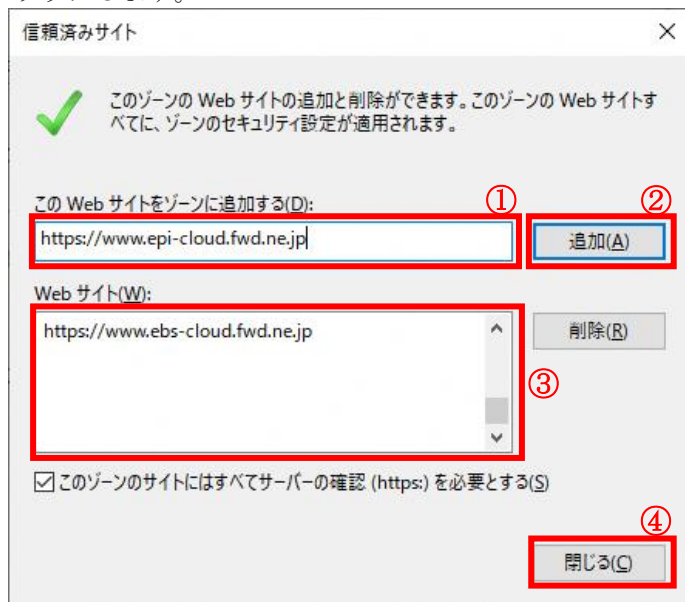 信頼済みサイト
このゾーンの Web サイトの追加と削除ができます。このゾーンの Web サイトす
べてに、ゾーンのセキュリティ設定が適用されます。
この Web サイトをゾーンに追加する(D):
①
②
https://www.epi-cloud.fwd.ne.jp
追加(A)
Web サイト(W):
https://www.ebs-cloud.fwd.ne.jp
削除(R)
③
このゾーンのサイトにはすべてサーバーの確認 (https:) を必要とする(S)
④
閉じる(C)